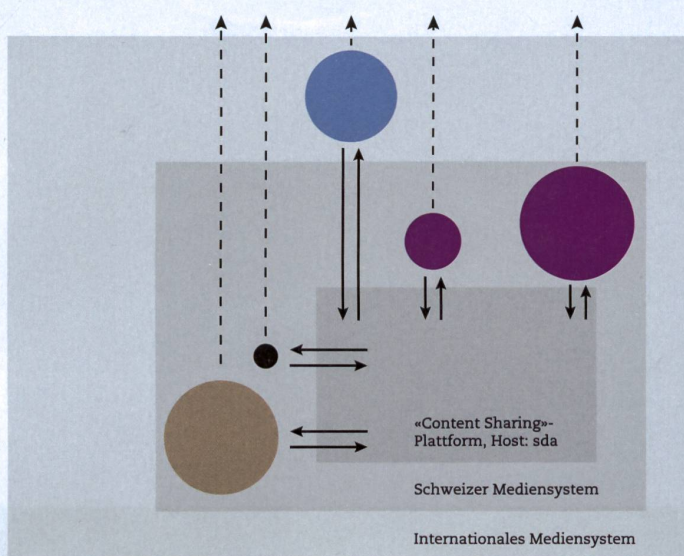 «Content Sharing»-
Plattform, Host: sda
Schweizer Mediensystem
Internationales Mediensystem